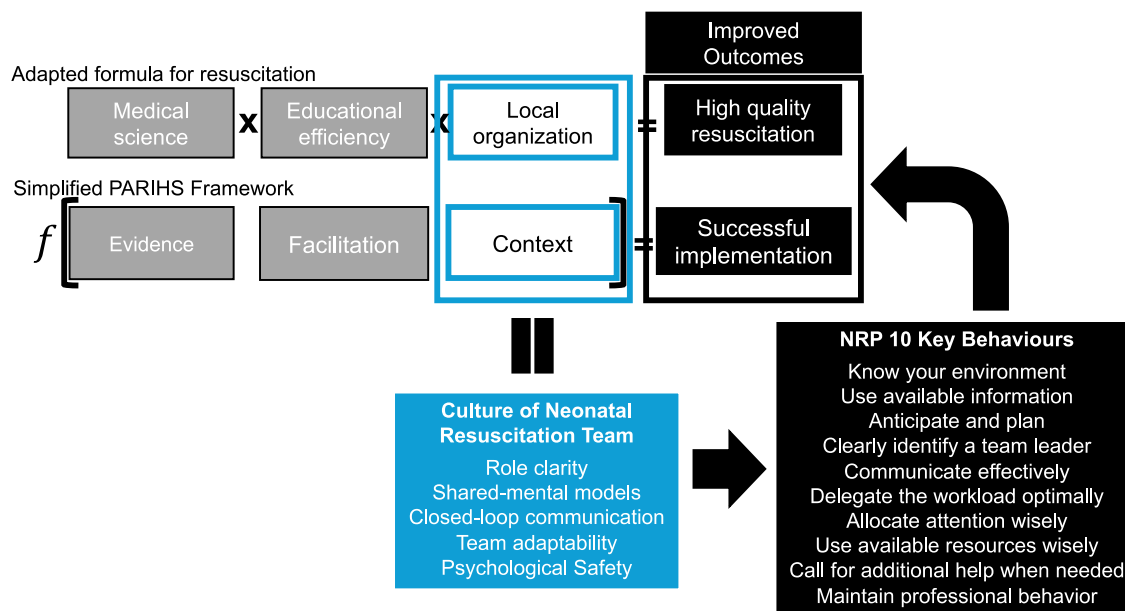 Improved
Outcomes
Adapted formula for resuscitation
Medical
science
x
Educational
efficiency
x
Local
organization
=
High quality
resuscitation
Simplified PARIHS Framework
f
[
Evidence
Facilitation
Context
]
=
Successful
implementation
=
Culture of Neonatal
Resuscitation Team
Role clarity
Shared-mental models
Closed-loop communication
Team adaptability
Psychological Safety
NRP 10 Key Behaviours
Know your environment
Use available information
Anticipate and plan
Clearly identify a team leader
Communicate effectively
Delegate the workload optimally
Allocate attention wisely
Use available resources wisely
Call for additional help when needed
Maintain professional behavior